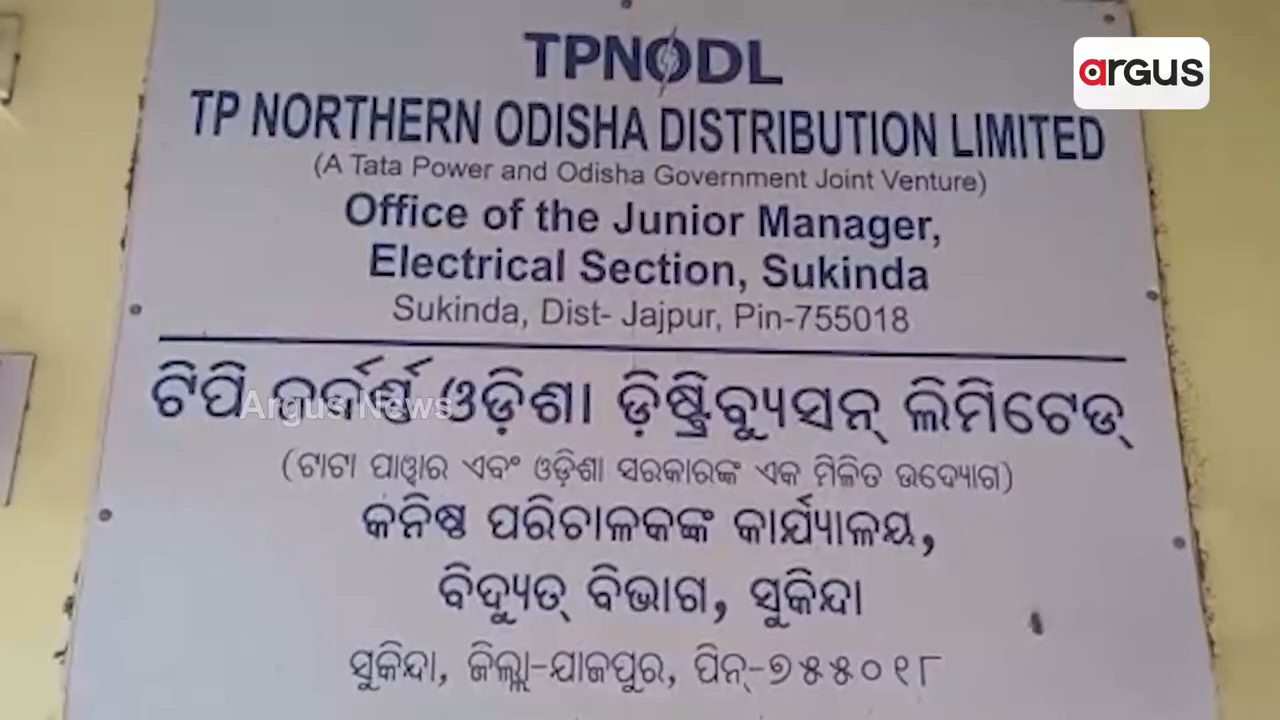 TPNODL
argus
TP NORTHERN ODISHA DISTRIBUTION LIMITED
(A Tata Power and Odisha Government Joint Venture)
Office of the Junior Manager,
Electrical Section, Sukinda
Sukinda, Dist- Jajpur, Pin-755018
ଟିପି ଓଡ଼ିଶା ଡ଼ିଷ୍ଟ୍ରିବ୍ୟୁସନ୍ ଲିମିଟେଡ୍
Argus News
(ଟାଟା ପାୱାର ଏବଂ ଓଡ଼ିଶା ସରକାରଙ୍କ ଏକ ମିଳିତ ଉଦ୍ୟୋଗ)
କନିଷ୍ଠ ପରିଚାଳକଙ୍କ କାର୍ଯ୍ୟାଳୟ,
ବିଦ୍ୟୁତ୍ ବିଭାଗ, ସୁକିନ୍ଦା
ସୁକିନ୍ଦା, ଜିଲ୍ଲା-ଯାଜପୁର, ପିନ୍-୭୫୫୦୧୮